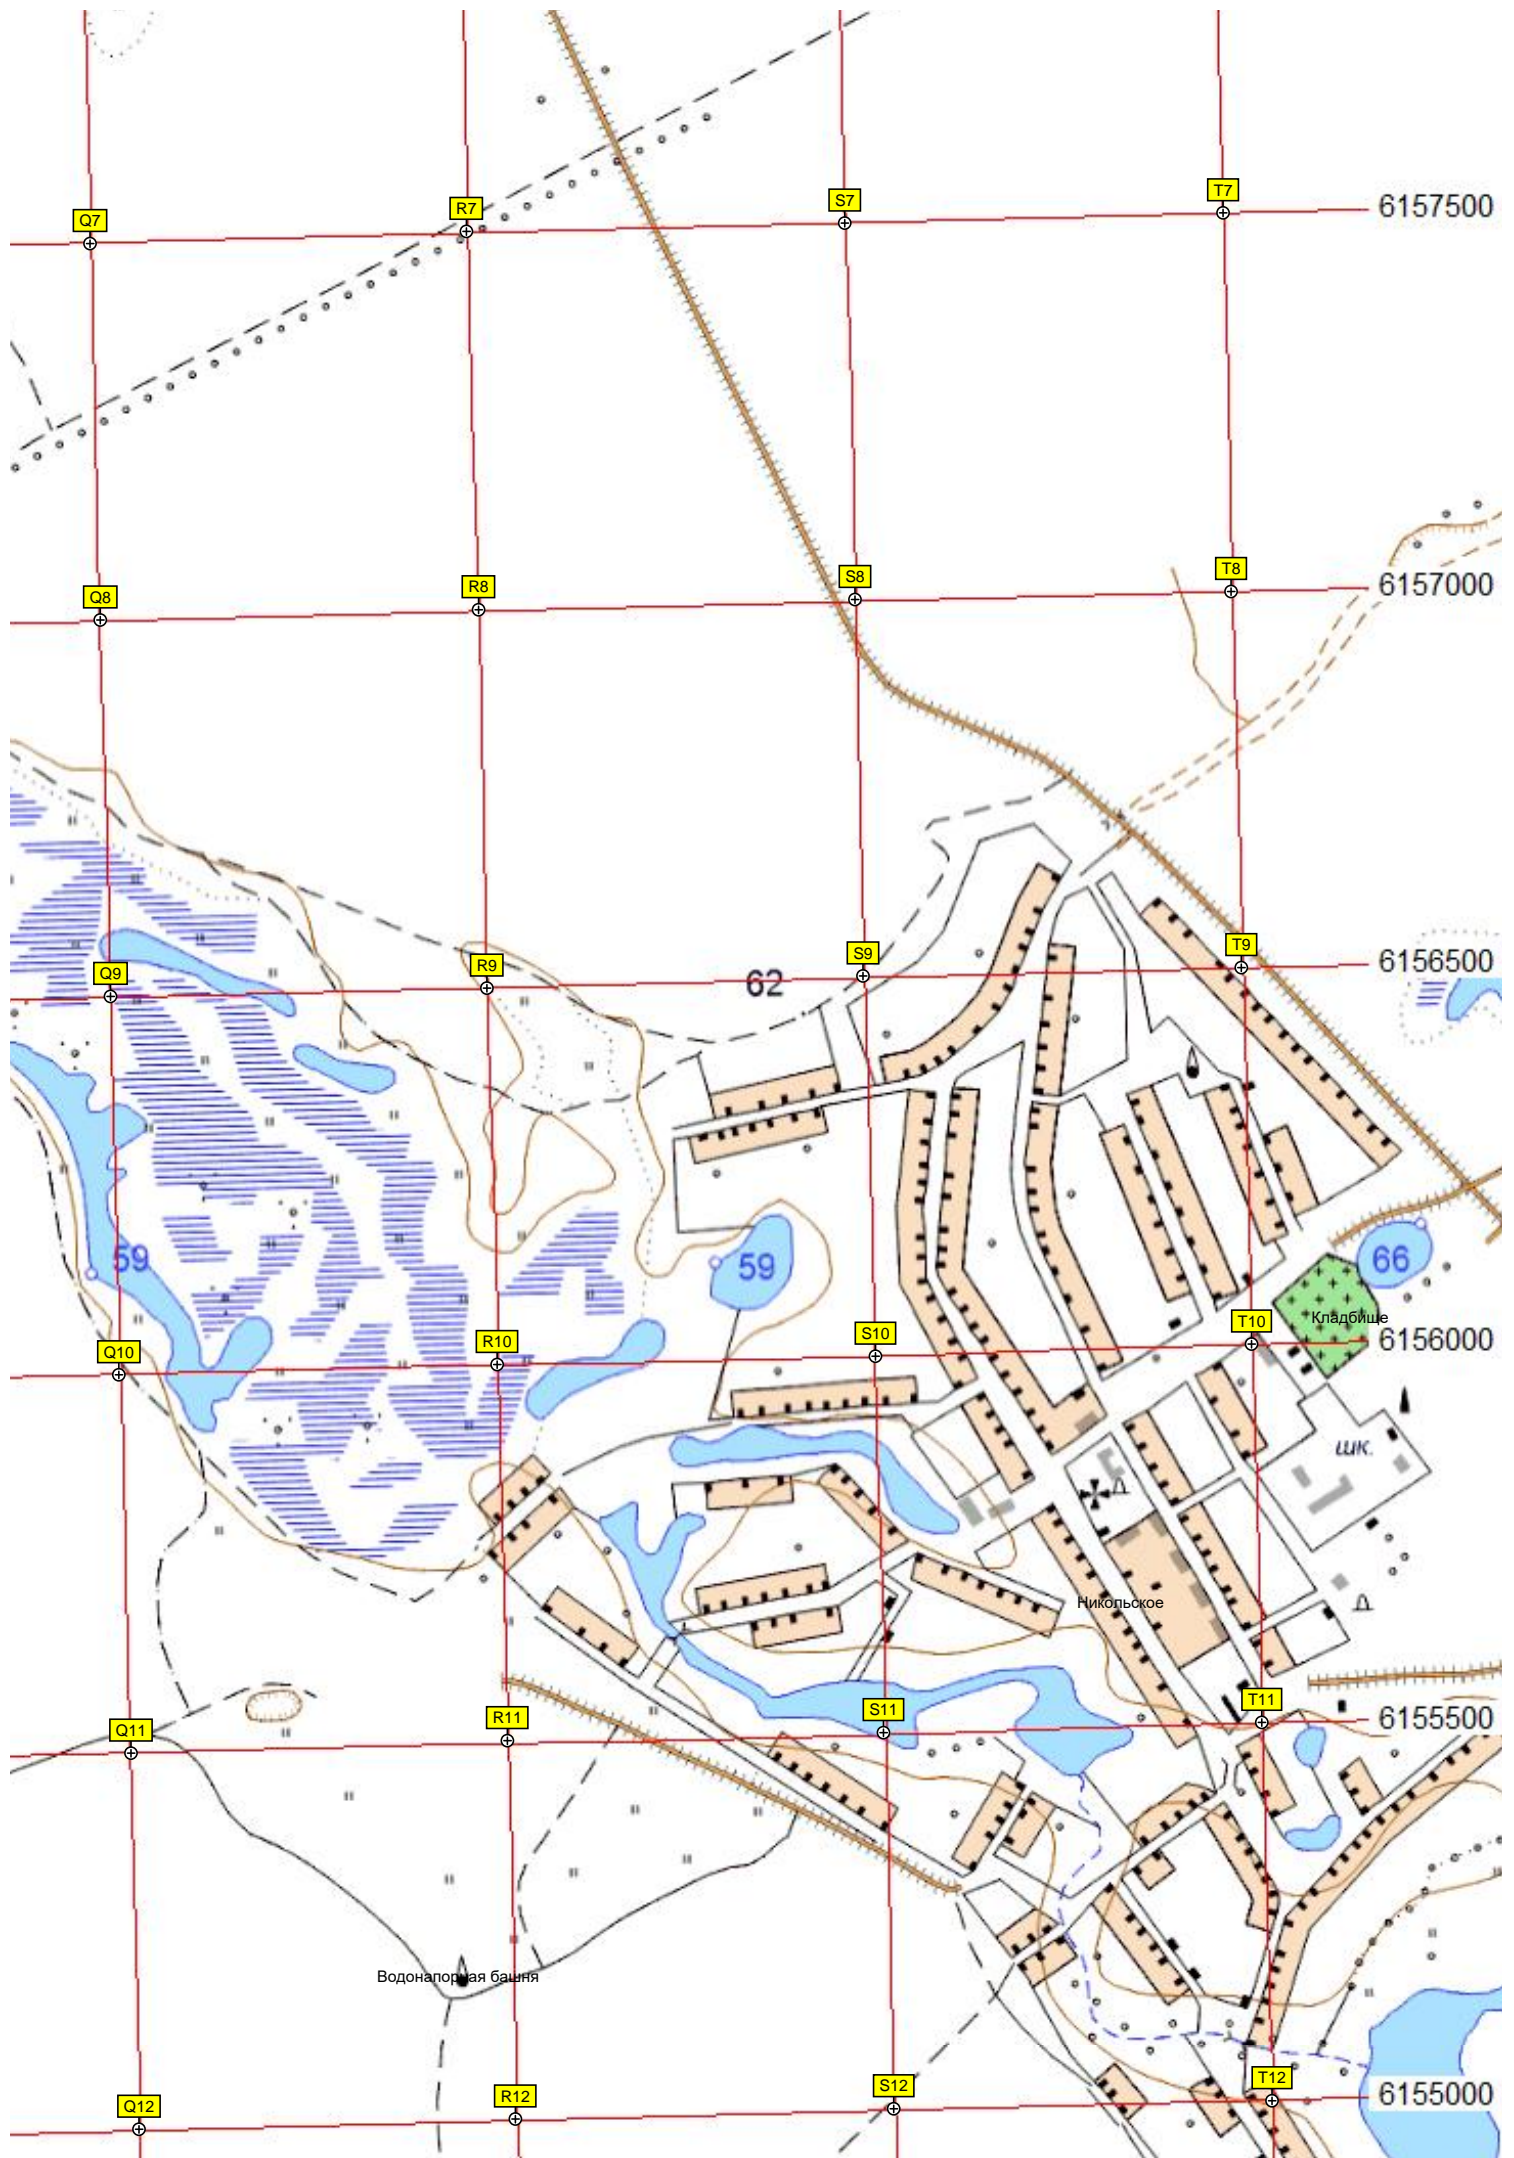 Q7
R7
S7
T7
6157500
Q8
R8
S8
T8
6157000
Q9
R9
62
S9
T9
6156500
59
59
66
Кладбище
Q10
R10
S10
T10
6156000
шк.
Никольское
Q11
R11
S11
T11
6155500
Водонапорная башня
Q12
R12
S12
T12
6155000